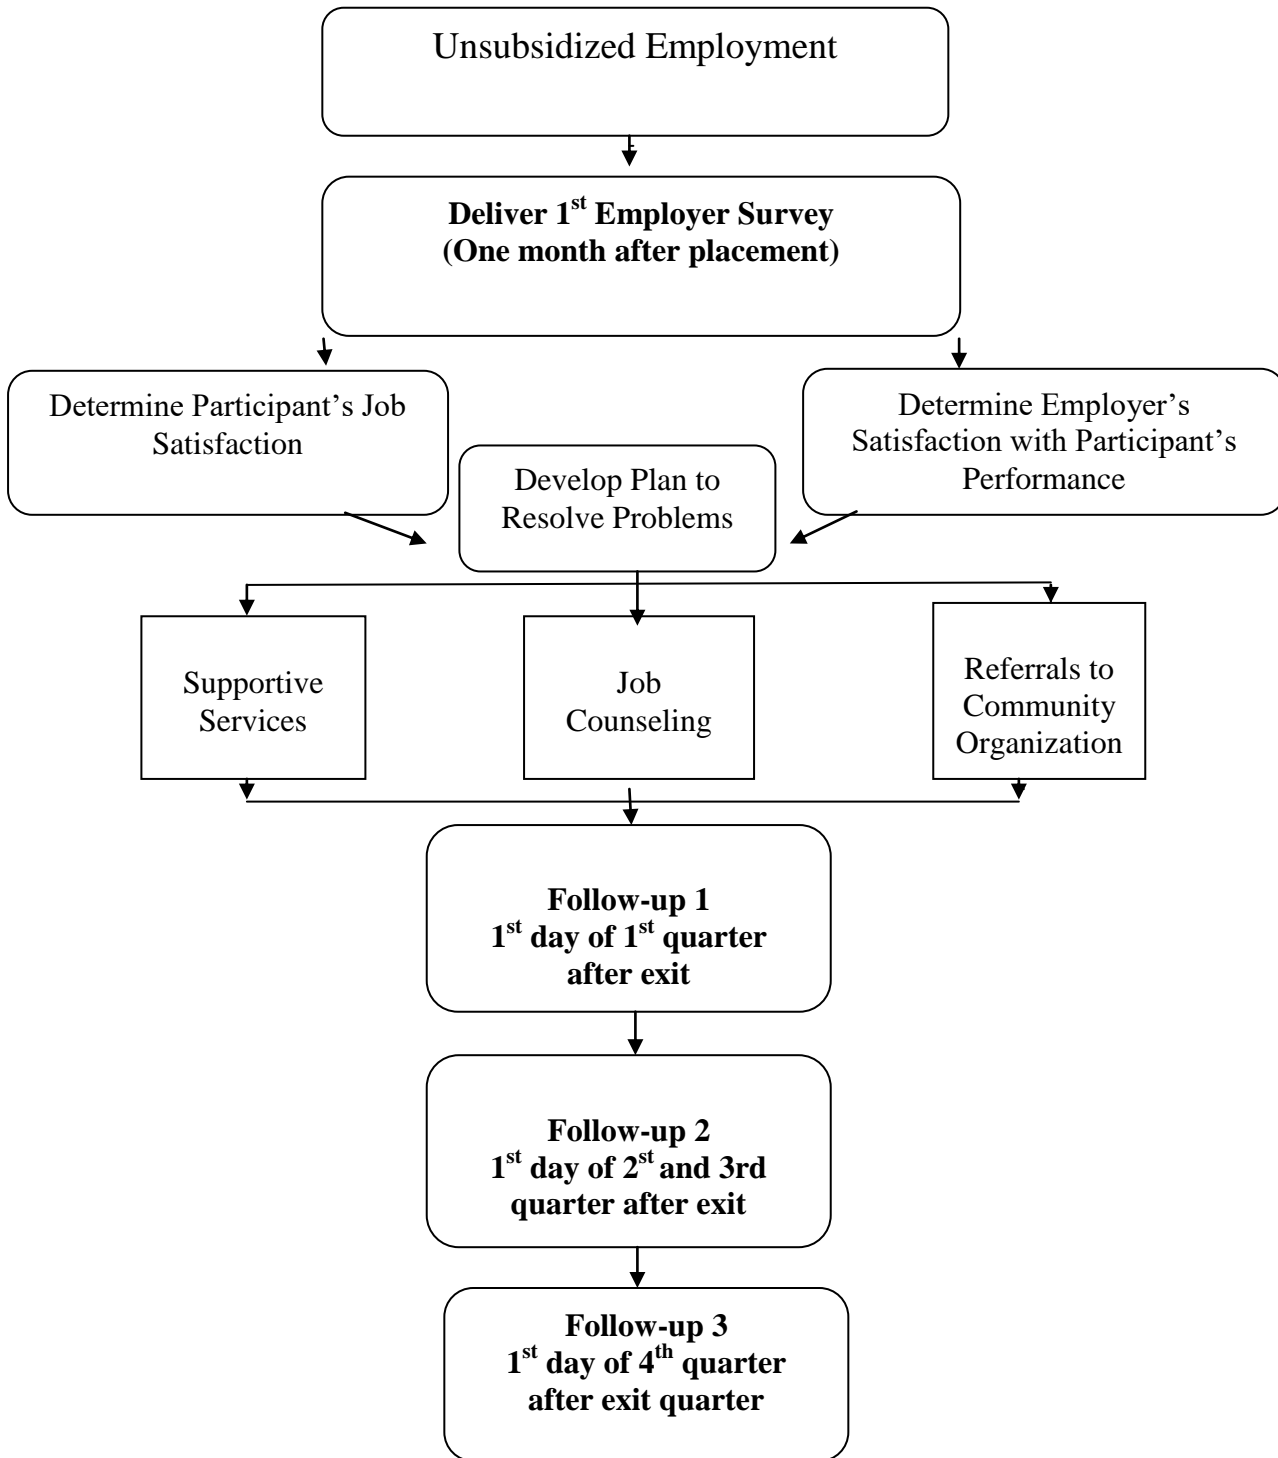 Unsubsidized Employment
Deliver 1st Employer Survey
(One month after placement)
Determine Participant’s Job
Satisfaction
Determine Employer’s
Satisfaction with Participant’s
Performance
Develop Plan to
Resolve Problems
Supportive
Services
Job
Counseling
Referrals to
Community
Organization
Follow-up 1
1st day of 1st quarter
after exit
Follow-up 2
1st day of 2st and 3rd
quarter after exit
Follow-up 3
1st day of 4th quarter
after exit quarter